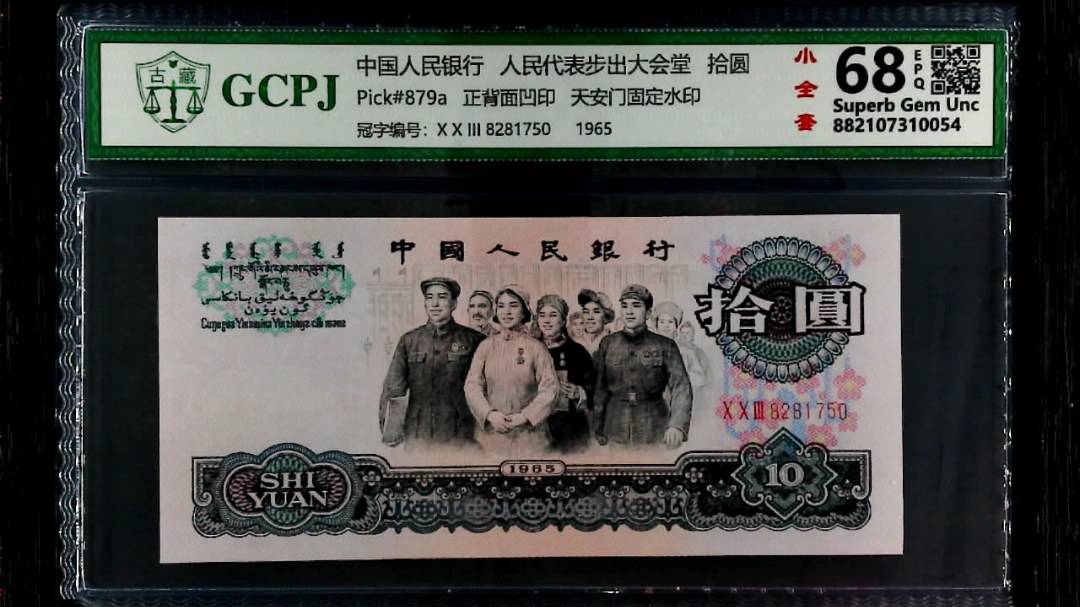 古藏
GCPJ
中国人民银行 人民代表步出大会堂 拾圆
Pick#879a 正背面凹印 天安门固定水印
冠字编号：X X III 8281750 1965
小全套
68
EPQ
Superb Gem Unc
882107310054
中國人民銀行
拾圓
X X III 8281750
1965
SHI
YUAN
10